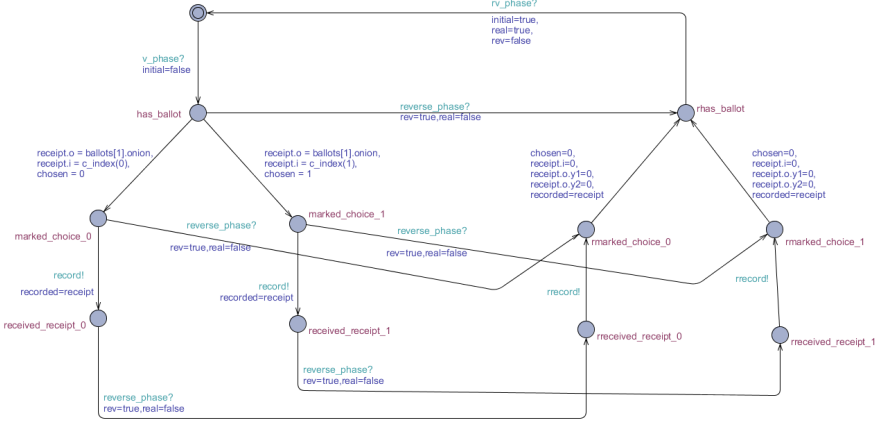 rv_phase?
initial=true,
real=true,
rev=false
v_phase?
initial=false
has_ballot
reverse_phase?
rev=true,real=false
rhas_ballot
receipt.o = ballots[1].onion,
receipt.i = c_index(0),
chosen = 0
receipt.o = ballots[1].onion,
receipt.i = c_index(1),
chosen = 1
chosen=0,
receipt.i=0,
receipt.o.y1=0,
receipt.o.y2=0,
recorded=receipt
chosen=0,
receipt.i=0,
receipt.o.y1=0,
receipt.o.y2=0,
recorded=receipt
marked_choice_0
reverse_phase?
rev=true,real=false
marked_choice_1
reverse_phase?
rev=true,real=false
rmarked_choice_0
rmarked_choice_1
record!
recorded=receipt
record!
recorded=receipt
rrecord!
rrecord!
received_receipt_0
received_receipt_1
rreceived_receipt_0
rreceived_receipt_1
reverse_phase?
rev=true,real=false
reverse_phase?
rev=true,real=false